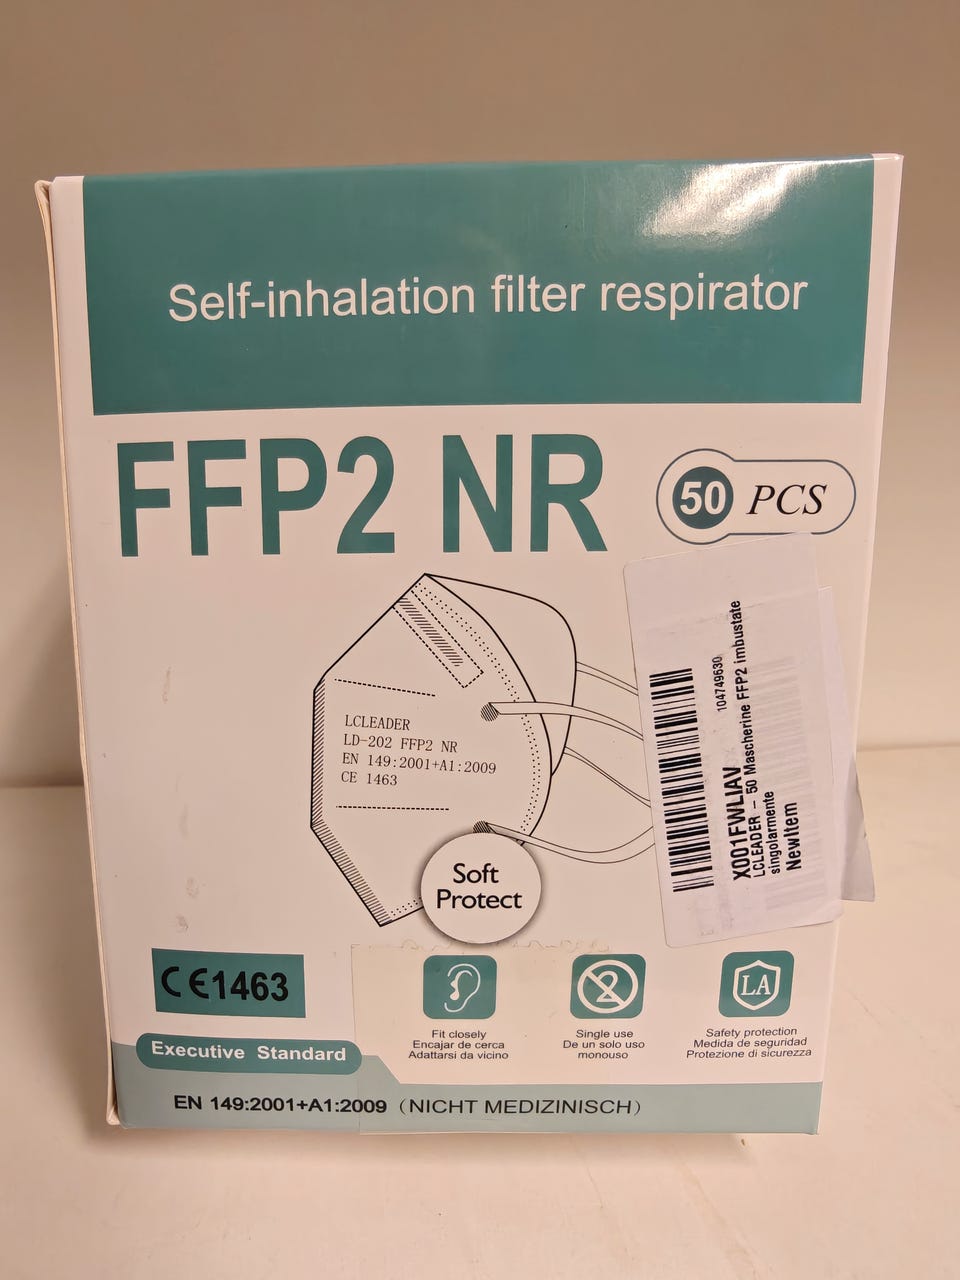 Self-inhalation filter respirator
FFP2 NR
50 PCS
LCLEADER
LD-202 FFP2 NR
EN 149:2001+A1:2009
CE 1463
Soft
Protect
X001FWLIAV
104749630
LCLEADER - 50 Mascherine FFP2 imbustate
singolarmente
NewItem
CE1463
Fit closely
Encajar de cerca
Adattarsi da vicino
Single use
De un solo uso
monouso
LA
Safety protection
Medida de seguridad
Protezione di sicurezza
Executive Standard
EN 149:2001+A1:2009（NICHT MEDIZINISCH）